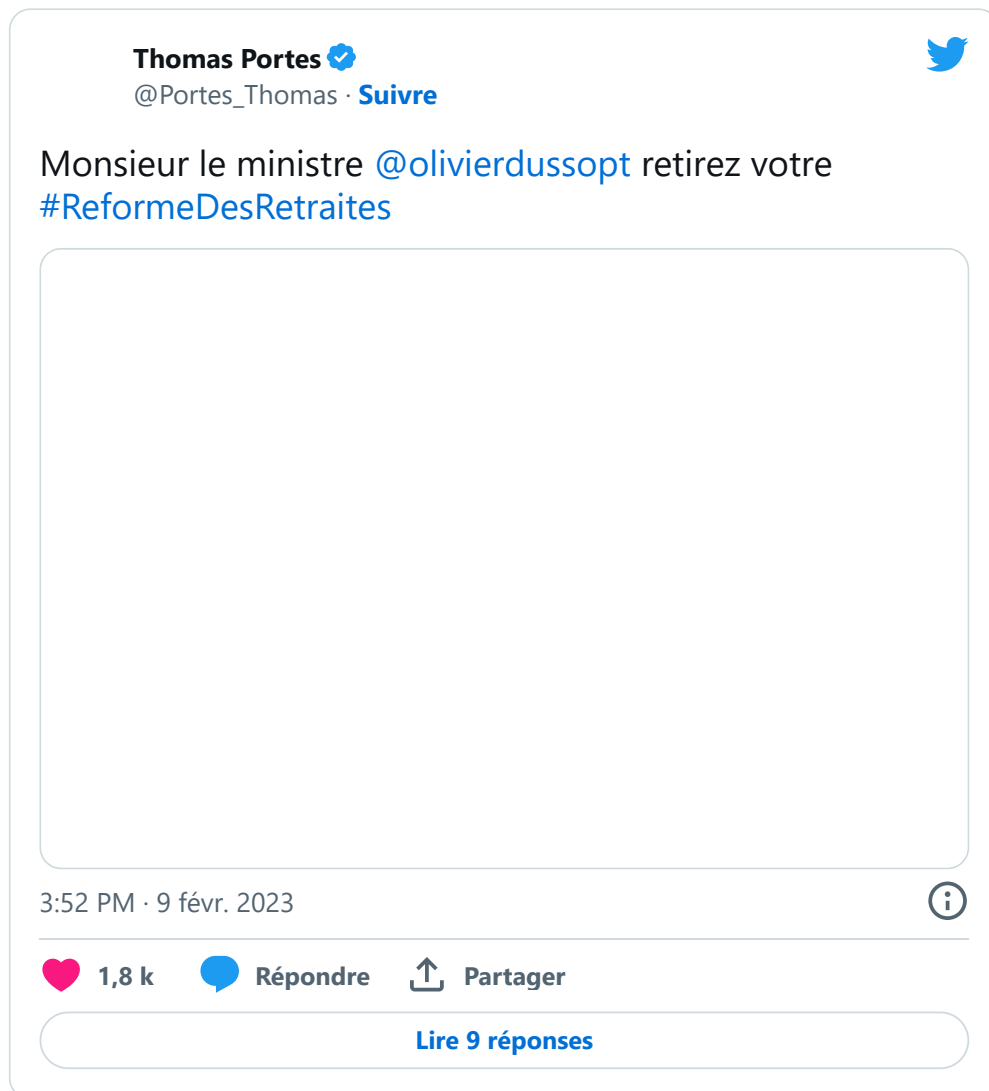 Thomas Portes
@Portes_Thomas · Suivre
Monsieur le ministre @olivierdussopt retirez votre
#ReformeDesRetraites
3:52 PM · 9 févr. 2023
1,8 k Répondre Partager
Lire 9 réponses